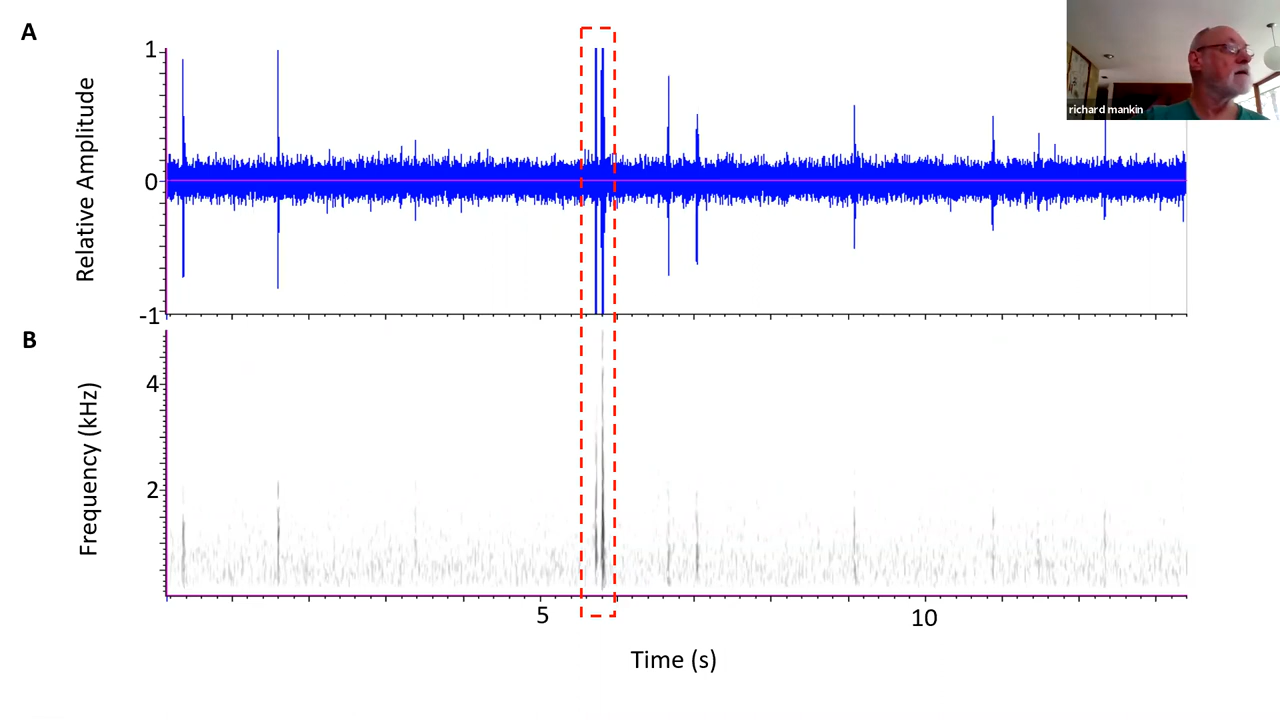 A
1
0
-1
Relative Amplitude
richard mankin
B
4
2
Frequency (kHz)
5
10
Time (s)